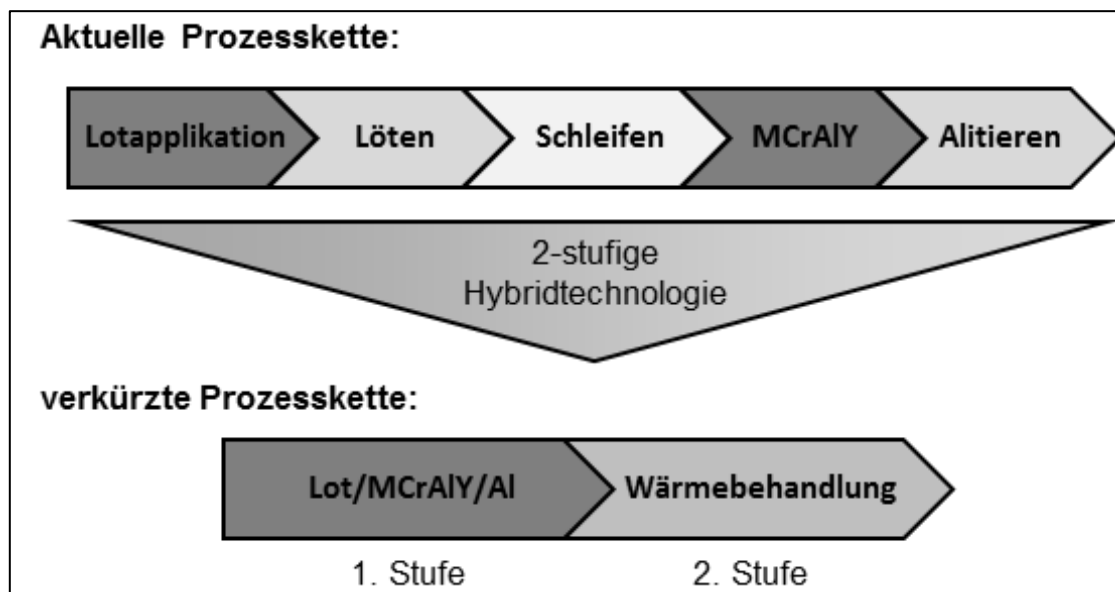 Aktuelle Prozesskette:
Lotapplikation Löten Schleifen MCrAlY Alitieren
2-stufige
Hybridtechnologie
verkürzte Prozesskette:
Lot/MCrAlY/Al Wärmebehandlung
1. Stufe 2. Stufe